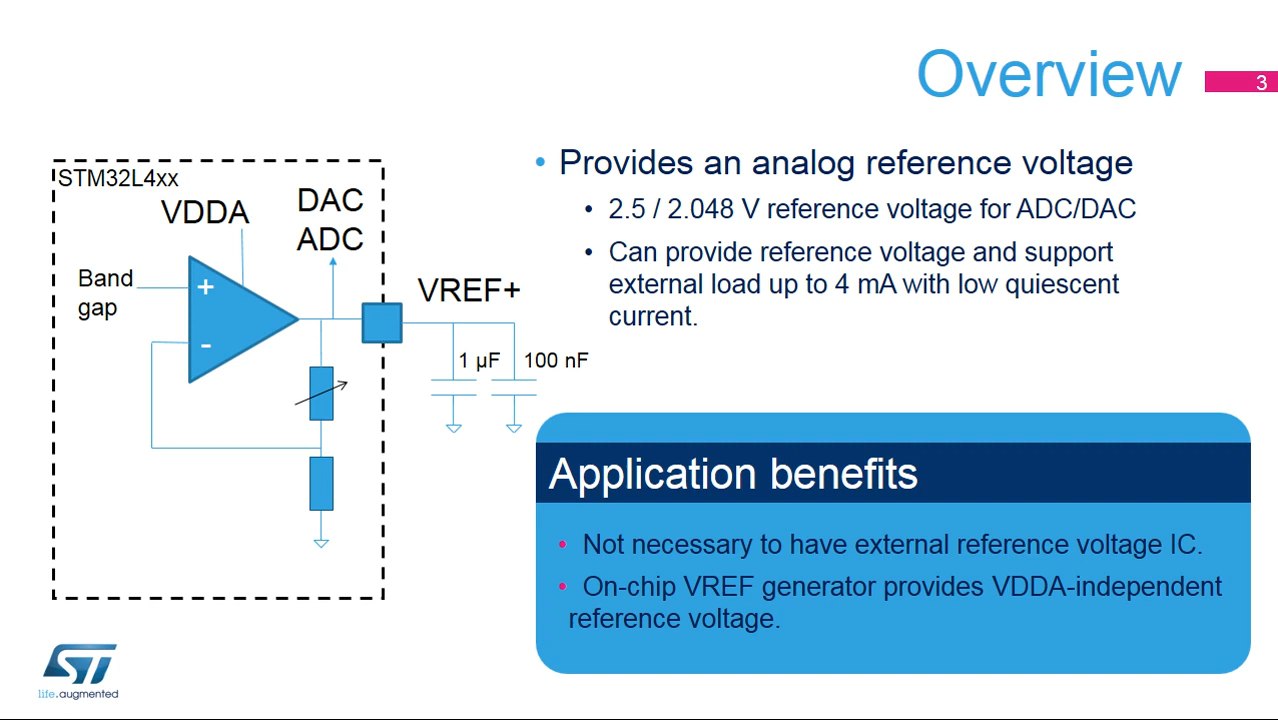 Overview
3
STM32L4xx
VDDA
DAC
ADC
Band
gap
+
-
VREF+
1 µF
100 nF
• Provides an analog reference voltage
• 2.5 / 2.048 V reference voltage for ADC/DAC
• Can provide reference voltage and support
external load up to 4 mA with low quiescent
current.
Application benefits
• Not necessary to have external reference voltage IC.
• On-chip VREF generator provides VDDA-independent
reference voltage.
ST
life.augmented